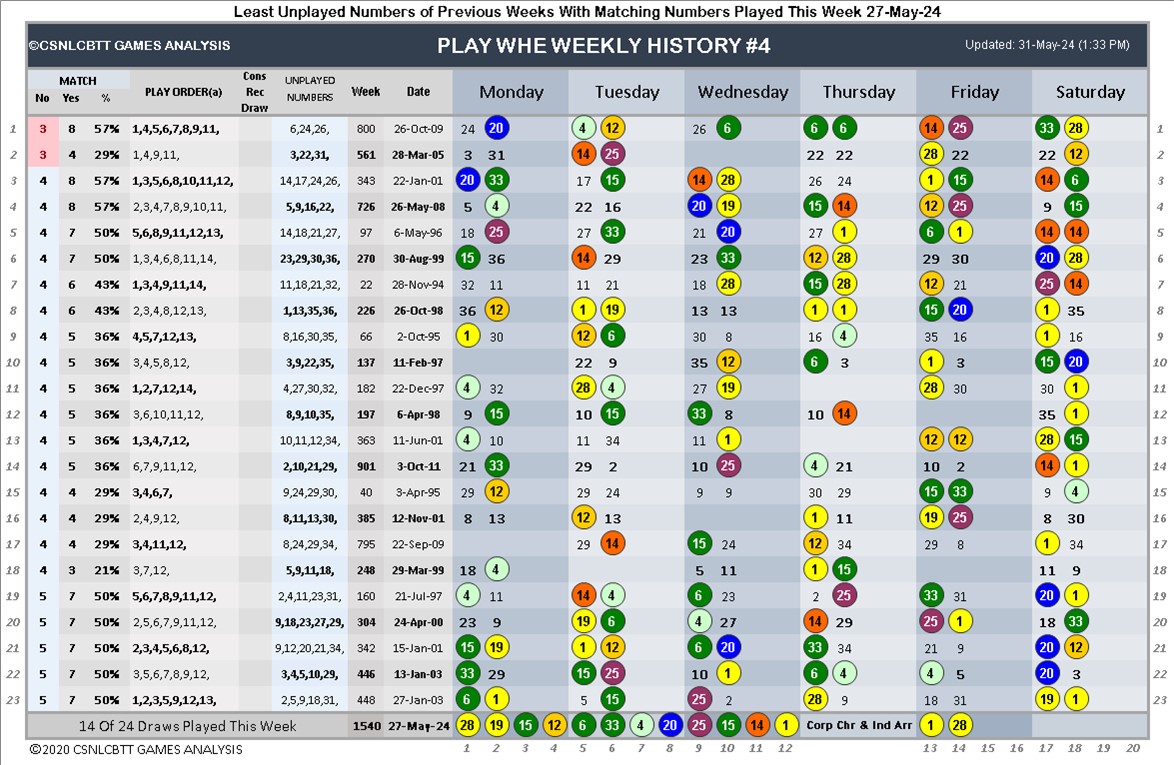 Least Unplayed Numbers of Previous Weeks With Matching Numbers Played This Week 27-May-24
©CSNLCBTT GAMES ANALYSIS PLAY WHE WEEKLY HISTORY #4 Updated: 31-May-24 (1:33 PM)
MATCH
No Yes % PLAY ORDER(a) Cons Rec Draw UNPLAYED NUMBERS Week Date Monday Tuesday Wednesday Thursday Friday Saturday
1 3 8 57% 1,4,5,6,7,8,9,11, 6,24,26, 800 26-Oct-09 24 20 4 12 26 6 6 6 14 25 33 28 1
2 3 4 29% 1,4,9,11, 3,22,31, 561 28-Mar-05 3 31 14 25 22 22 28 22 22 12 2
3 4 8 57% 1,3,5,6,8,10,11,12, 14,17,24,26, 343 22-Jan-01 20 33 17 15 14 28 26 24 1 15 14 6 3
4 4 8 57% 2,3,4,7,8,9,10,11, 5,9,16,22, 726 26-May-08 5 4 22 16 20 19 15 14 12 25 9 15 4
5 4 7 50% 5,6,8,9,11,12,13, 14,18,21,27, 97 6-May-96 18 25 27 33 21 20 27 1 6 1 14 14 5
6 4 7 50% 1,3,4,6,8,11,14, 23,29,30,36, 270 30-Aug-99 15 36 14 29 23 33 12 28 29 30 20 28 6
7 4 6 43% 1,3,4,9,11,14, 11,18,21,32, 22 28-Nov-94 32 11 11 21 18 28 15 28 12 21 25 14 7
8 4 6 43% 2,3,4,8,12,13, 1,13,35,36, 226 26-Oct-98 36 12 1 19 13 13 1 1 15 20 1 35 8
9 4 5 36% 4,5,7,12,13, 8,16,30,35, 66 2-Oct-95 1 30 12 6 30 8 16 4 35 16 1 16 9
10 4 5 36% 3,4,5,8,12, 3,9,22,35, 137 11-Feb-97 22 9 35 12 6 3 1 3 15 20 10
11 4 5 36% 1,2,7,12,14, 4,27,30,32, 182 22-Dec-97 4 32 28 4 27 19 28 30 30 1 11
12 4 5 36% 3,6,10,11,12, 8,9,10,35, 197 6-Apr-98 9 15 10 15 33 8 10 14 35 1 12
13 4 5 36% 1,3,4,7,12, 10,11,12,34, 363 11-Jun-01 4 10 11 34 11 1 12 12 28 15 13
14 4 5 36% 6,7,9,11,12, 2,10,21,29, 901 3-Oct-11 21 33 29 2 10 25 4 21 10 2 14 1 14
15 4 4 29% 3,4,6,7, 9,24,29,30, 40 3-Apr-95 29 12 29 24 9 9 30 29 15 33 9 4 15
16 4 4 29% 2,4,9,12, 8,11,13,30, 385 12-Nov-01 8 13 12 13 1 11 19 25 8 30 16
17 4 4 29% 3,4,11,12, 8,24,29,34, 795 22-Sep-09 29 14 15 24 12 34 29 8 1 34 17
18 4 3 21% 3,7,12, 5,9,11,18, 248 29-Mar-99 18 4 5 11 1 15 11 9 18
19 5 7 50% 5,6,7,8,9,11,12, 2,4,11,23,31, 160 21-Jul-97 4 11 14 4 6 23 2 25 33 31 20 1 19
20 5 7 50% 2,5,6,7,9,11,12, 9,18,23,27,29, 304 24-Apr-00 23 9 19 6 4 27 14 29 25 1 18 33 20
21 5 7 50% 2,3,4,5,6,8,12, 9,12,20,21,34, 342 15-Jan-01 15 19 1 12 6 20 33 34 21 9 20 12 21
22 5 7 50% 3,5,6,7,8,9,12, 3,4,5,10,29, 446 13-Jan-03 33 29 15 25 10 1 6 4 4 5 20 3 22
23 5 7 50% 1,2,3,5,9,12,13, 2,5,9,18,31, 448 27-Jan-03 6 1 5 15 25 2 28 9 18 31 19 1 23
14 Of 24 Draws Played This Week 1540 27-May-24 28 19 15 12 6 33 4 20 25 15 14 1 Corp Chr & Ind Arr 1 28
©2020 CSNLCBTT GAMES ANALYSIS 1 2 3 4 5 6 7 8 9 10 11 12 13 14 15 16 17 18 19 20